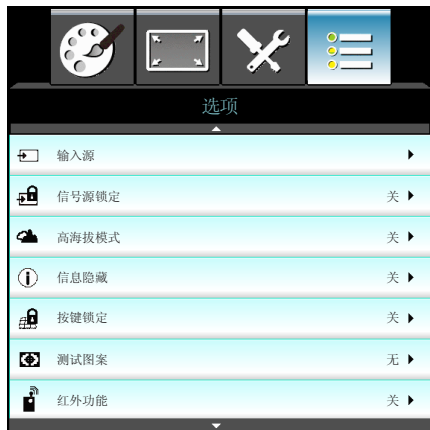 选项
输入源
信号源锁定 关
高海拔模式 关
信息隐藏 关
按键锁定 关
测试图案 无
红外功能 关